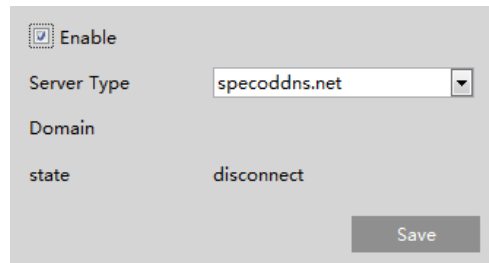 Enable
Server Type specoddns.net
Domain
state disconnect
Save